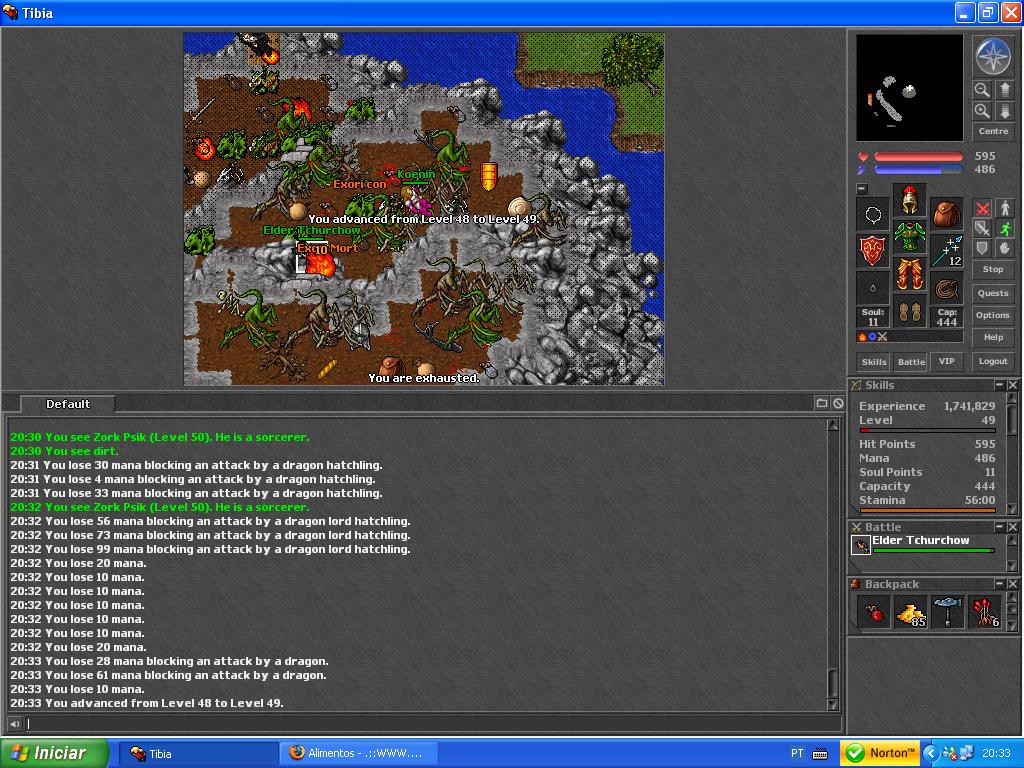 Tibia
Koenin
Exori con
You advanced from Level 48 to Level 49.
Elder Tchurchow
Mort
You are exhausted.
Centre
595
486
12
Soul:
11
Cap:
444
Stop
Quests
Options
Help
Skills
Battle
VIP
Logout
Default
20:30 You see Zork Psik (Level 50). He is a sorcerer.
20:30 You see dirt.
20:31 You lose 30 mana blocking an attack by a dragon hatchling.
20:31 You lose 4 mana blocking an attack by a dragon hatchling.
20:31 You lose 33 mana blocking an attack by a dragon hatchling.
20:32 You see Zork Psik (Level 50). He is a sorcerer.
20:32 You lose 56 mana blocking an attack by a dragon lord hatchling.
20:32 You lose 73 mana blocking an attack by a dragon lord hatchling.
20:32 You lose 99 mana blocking an attack by a dragon lord hatchling.
20:32 You lose 20 mana.
20:32 You lose 10 mana.
20:32 You lose 10 mana.
20:32 You lose 10 mana.
20:32 You lose 10 mana.
20:32 You lose 10 mana.
20:32 You lose 20 mana.
20:33 You lose 28 mana blocking an attack by a dragon.
20:33 You lose 61 mana blocking an attack by a dragon.
20:33 You lose 10 mana.
20:33 You advanced from Level 48 to Level 49.
Skills
Experience 1,741,829
Level 49
Hit Points 595
Mana 486
Soul Points 11
Capacity 444
Stamina 56:00
Battle
Elder Tchurchow
Backpack
85
6
Iniciar
Tibia
Alimentos - .::WWW....
PT
Norton™
20:33